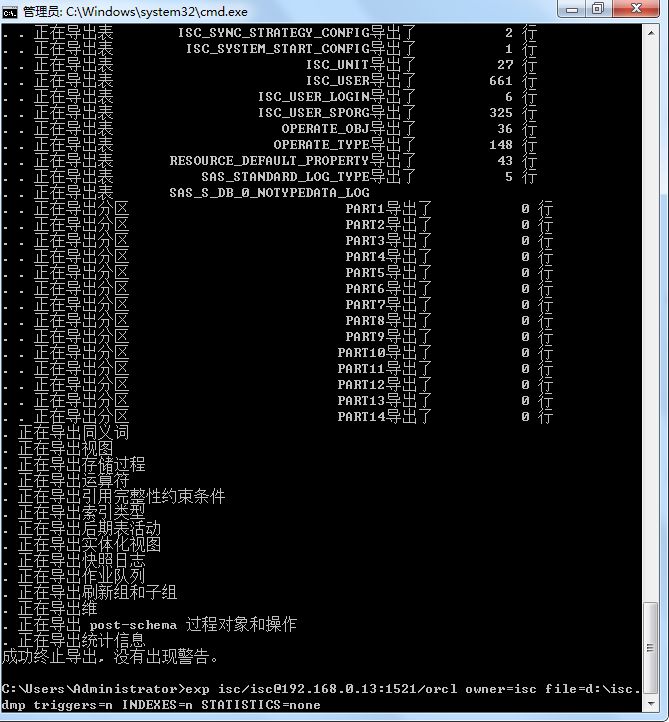 管理员: C:\Windows\system32\cmd.exe
. . 正在导出表 ISC_SYNC_STRATEGY_CONFIG导出了 2 行
. . 正在导出表 ISC_SYSTEM_START_CONFIG导出了 1 行
. . 正在导出表 ISC_UNIT导出了 27 行
. . 正在导出表 ISC_USER导出了 661 行
. . 正在导出表 ISC_USER_LOGIN导出了 6 行
. . 正在导出表 ISC_USER_SPORG导出了 325 行
. . 正在导出表 OPERATE_OBJ导出了 36 行
. . 正在导出表 OPERATE_TYPE导出了 148 行
. . 正在导出表 RESOURCE_DEFAULT_PROPERTY导出了 43 行
. . 正在导出表 SAS_STANDARD_LOG_TYPE导出了 5 行
. . 正在导出表 SAS_S_DB_0_NOTYPEDATA_LOG
. . 正在导出分区 PART1导出了 0 行
. . 正在导出分区 PART2导出了 0 行
. . 正在导出分区 PART3导出了 0 行
. . 正在导出分区 PART4导出了 0 行
. . 正在导出分区 PART5导出了 0 行
. . 正在导出分区 PART6导出了 0 行
. . 正在导出分区 PART7导出了 0 行
. . 正在导出分区 PART8导出了 0 行
. . 正在导出分区 PART9导出了 0 行
. . 正在导出分区 PART10导出了 0 行
. . 正在导出分区 PART11导出了 0 行
. . 正在导出分区 PART12导出了 0 行
. . 正在导出分区 PART13导出了 0 行
. . 正在导出分区 PART14导出了 0 行
. 正在导出同义词
. 正在导出视图
. 正在导出存储过程
. 正在导出运算符
. 正在导出引用完整性约束条件
. 正在导出索引类型
. 正在导出后期表活动
. 正在导出实体化视图
. 正在导出快照日志
. 正在导出作业队列
. 正在导出刷新组和子组
. 正在导出维
. 正在导出 post-schema 过程对象和操作
. 正在导出统计信息
成功终止导出, 没有出现警告。
C:\Users\Administrator>exp isc/isc@192.168.0.13:1521/orcl owner=isc file=d:\isc.
dmp triggers=n INDEXES=n STATISTICS=none